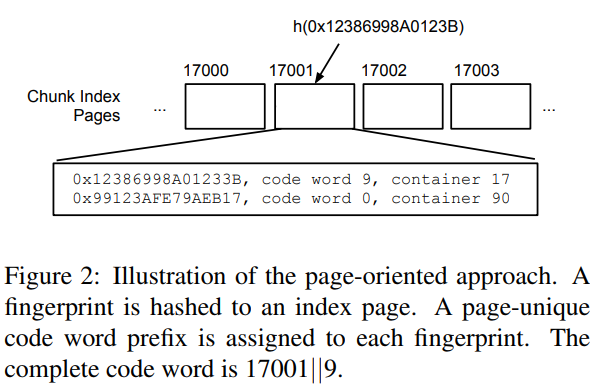 h(0x12386998A0123B)
17000 17001 17002 17003
Chunk Index
Pages
... ...
0x12386998A01233B, code word 9, container 17
0x99123AFE79AEB17, code word 0, container 90
Figure 2: Illustration of the page-oriented approach. A
fingerprint is hashed to an index page. A page-unique
code word prefix is assigned to each fingerprint. The
complete code word is 17001||9.